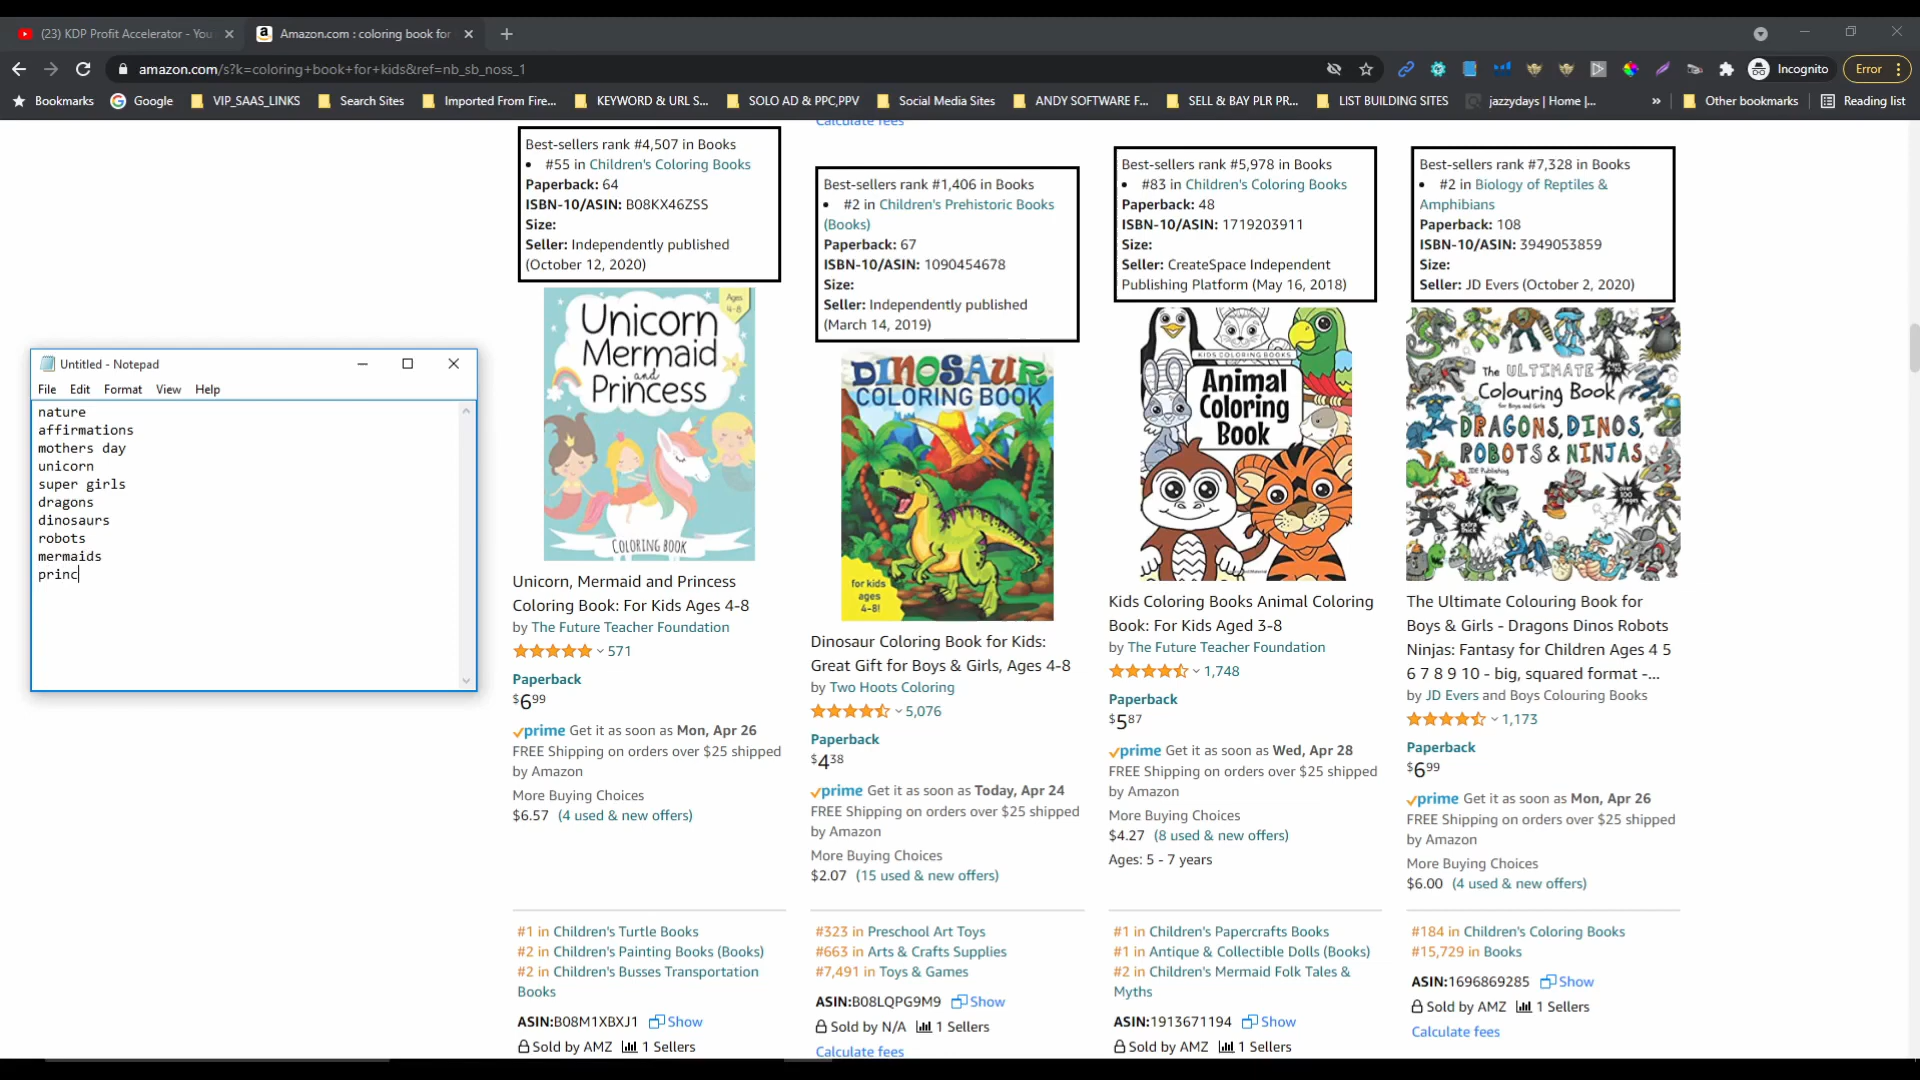 (23) KDP Profit Accelerator - You
Amazon.com : coloring book for
amazon.com/s?k=coloring+book+for+kids&ref=nb_sb_noss_1
Incognito
Error
Bookmarks
Google
VIP_SAAS_LINKS
Search Sites
Imported From Fire...
KEYWORD & URL S...
SOLO AD & PPC,PPV
Social Media Sites
ANDY SOFTWARE F...
SELL & BAY PLR PR...
LIST BUILDING SITES
jazzydays | Home |...
»
Other bookmarks
Reading list
Untitled - Notepad
File Edit Format View Help
nature
affirmations
mothers day
unicorn
super girls
dragons
dinosaurs
robots
mermaids
princ
Best-sellers rank #4,507 in Books
• #55 in Children's Coloring Books
Paperback: 64
ISBN-10/ASIN: B08KX46ZSS
Size:
Seller: Independently published
(October 12, 2020)
Ages
4-8
Unicorn
Mermaid
and
Princess
COLORING BOOK
Unicorn, Mermaid and Princess
Coloring Book: For Kids Ages 4-8
by The Future Teacher Foundation
571
Paperback
$6.99
prime Get it as soon as Mon, Apr 26
FREE Shipping on orders over $25 shipped
by Amazon
More Buying Choices
$6.57 (4 used & new offers)
#1 in Children's Turtle Books
#2 in Children's Painting Books (Books)
#2 in Children's Busses Transportation
Books
ASIN:B08M1XBXJ1 Show
Sold by AMZ 1 Sellers
Calculate fees
Best-sellers rank #1,406 in Books
• #2 in Children's Prehistoric Books
(Books)
Paperback: 67
ISBN-10/ASIN: 1090454678
Size:
Seller: Independently published
(March 14, 2019)
DINOSAUR
COLORING BOOK
for kids
ages
4-8!
Dinosaur Coloring Book for Kids:
Great Gift for Boys & Girls, Ages 4-8
by Two Hoots Coloring
5,076
Paperback
$4.38
prime Get it as soon as Today, Apr 24
FREE Shipping on orders over $25 shipped
by Amazon
More Buying Choices
$2.07 (15 used & new offers)
#323 in Preschool Art Toys
#663 in Arts & Crafts Supplies
#7,491 in Toys & Games
ASIN:B08LQPG9M9 Show
Sold by N/A 1 Sellers
Calculate fees
Best-sellers rank #5,978 in Books
• #83 in Children's Coloring Books
Paperback: 48
ISBN-10/ASIN: 1719203911
Size:
Seller: CreateSpace Independent
Publishing Platform (May 16, 2018)
KIDS COLORING BOOKS
Animal
Coloring
Book
Kids Coloring Books Animal Coloring
Book: For Kids Aged 3-8
by The Future Teacher Foundation
1,748
Paperback
$5.87
prime Get it as soon as Wed, Apr 28
FREE Shipping on orders over $25 shipped
by Amazon
More Buying Choices
$4.27 (8 used & new offers)
Ages: 5 - 7 years
#1 in Children's Papercrafts Books
#1 in Antique & Collectible Dolls (Books)
#2 in Children's Mermaid Folk Tales &
Myths
ASIN:1913671194 Show
Sold by AMZ 1 Sellers
Best-sellers rank #7,328 in Books
• #2 in Biology of Reptiles &
Amphibians
Paperback: 108
ISBN-10/ASIN: 3949053859
Size:
Seller: JD Evers (October 2, 2020)
The ULTIMATE
Colouring Book
for Boys and Girls
DRAGONS, DINOS,
ROBOTS & NINJAS
JDE Publishing
The Ultimate Colouring Book for
Boys & Girls - Dragons Dinos Robots
Ninjas: Fantasy for Children Ages 4 5
6 7 8 9 10 - big, squared format -...
by JD Evers and Boys Colouring Books
1,173
Paperback
$6.99
prime Get it as soon as Mon, Apr 26
FREE Shipping on orders over $25 shipped
by Amazon
More Buying Choices
$6.00 (4 used & new offers)
#184 in Children's Coloring Books
#15,729 in Books
ASIN:1696869285 Show
Sold by AMZ 1 Sellers
Calculate fees